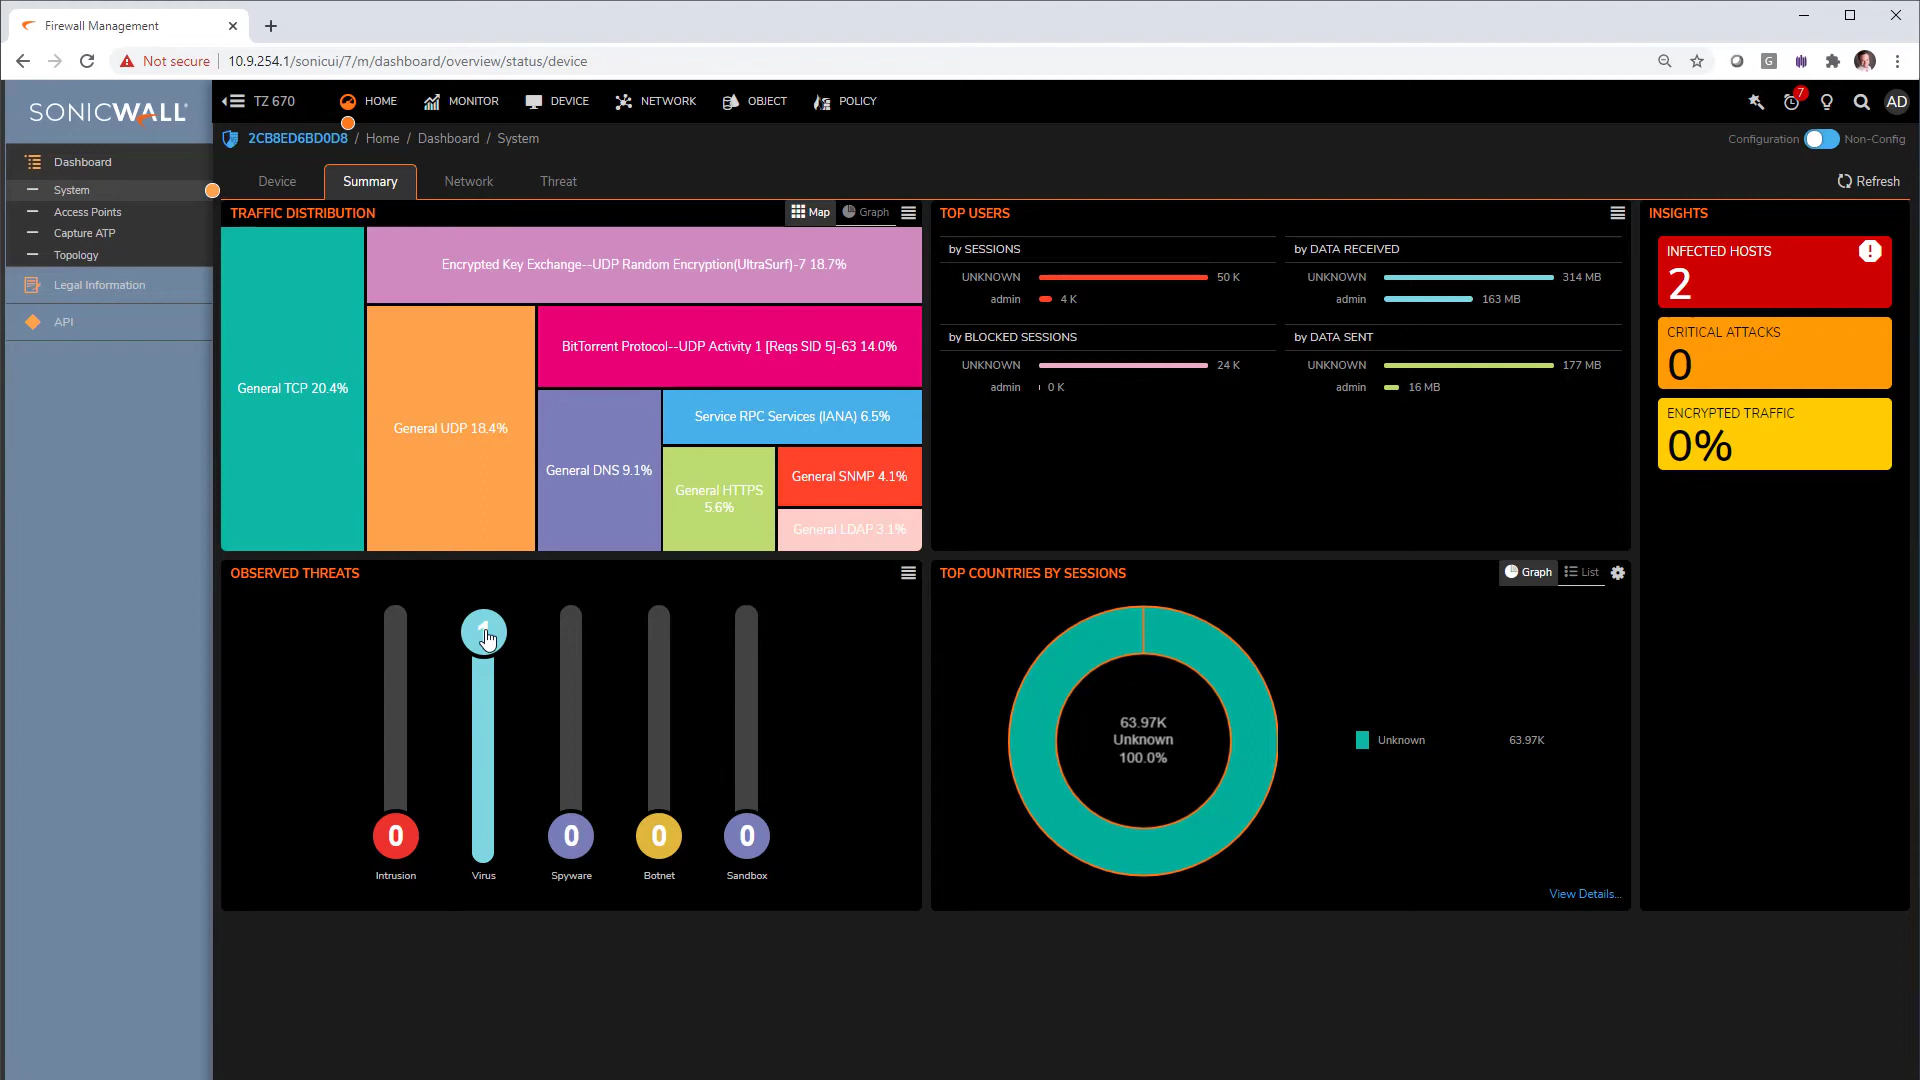 Firewall Management
Not secure
10.9.254.1/sonicui/7/m/dashboard/overview/status/device
G
SONICWALL
TZ 670
HOME
MONITOR
DEVICE
NETWORK
OBJECT
POLICY
7
AD
2CB8ED6BD0D8 / Home / Dashboard / System
Configuration
Non-Config
Dashboard
System
Access Points
Capture ATP
Topology
Legal Information
API
Device
Summary
Network
Threat
Refresh
TRAFFIC DISTRIBUTION
Map
Graph
General TCP 20.4%
Encrypted Key Exchange--UDP Random Encryption(UltraSurf)-7 18.7%
General UDP 18.4%
BitTorrent Protocol--UDP Activity 1 [Reqs SID 5]-63 14.0%
General DNS 9.1%
Service RPC Services (IANA) 6.5%
General HTTPS
5.6%
General SNMP 4.1%
General LDAP 3.1%
TOP USERS
by SESSIONS
UNKNOWN 50 K
admin 4 K
by DATA RECEIVED
UNKNOWN 314 MB
admin 163 MB
by BLOCKED SESSIONS
UNKNOWN 24 K
admin 0 K
by DATA SENT
UNKNOWN 177 MB
admin 16 MB
INSIGHTS
INFECTED HOSTS
2
CRITICAL ATTACKS
0
ENCRYPTED TRAFFIC
0%
OBSERVED THREATS
0
0
0
0
Intrusion
Virus
Spyware
Botnet
Sandbox
TOP COUNTRIES BY SESSIONS
Graph
List
63.97K
Unknown
100.0%
Unknown 63.97K
View Details...